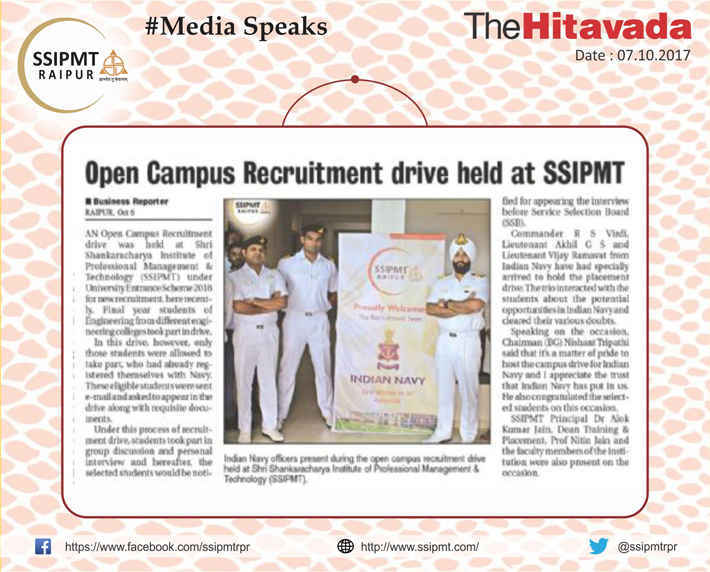 SSIPMT
RAIPUR
#Media Speaks
TheHitavada
Date : 07.10.2017
Open Campus Recruitment drive held at SSIPMT
■ Business Reporter
RAIPUR, Oct 6
AN Open Campus Recruitment
drive was held at Shri
Shankaracharya Institute of
Professional Management &
Technology (SSIPMT) under
University Entrance Scheme 2018
for new recruitment, here recent-
ly. Final year students of
Engineering from different engi-
neering colleges took part in drive.
In this drive, however, only
those students were allowed to
take part, who had already reg-
istered themselves with Navy.
These eligible students were sent
e-mail and asked to appear in the
drive along with requisite docu-
ments.
Under this process of recruit-
ment drive, students took part in
group discussion and personal
interview and hereafter, the
selected students would be noti-
SSIPMT
RAIPUR
SSIPMT
RAIPUR
Proudly Welcomes
The Recruitment Team
INDIAN NAVY
Indian Navy officers present during the open campus recruitment drive
held at Shri Shankaracharya Institute of Professional Management &
Technology (SSIPMT).
fied for appearing the interview
before Service Selection Board
(SSB).
Commander R S Virdi,
Lieutenant Akhil G S and
Lieutenant Vijay Ramavat from
Indian Navy have had specially
arrived to hold the placement
drive. The trio interacted with the
students about the potential
opportunities in Indian Navy and
cleared their various doubts.
Speaking on the occasion,
Chairman (BG) Nishant Tripathi
said that it's a matter of pride to
host the campus drive for Indian
Navy and I appreciate the trust
that Indian Navy has put in us.
He also congratulated the select-
ed students on this occasion.
SSIPMT Principal Dr Alok
Kumar Jain, Dean Training &
Placement, Prof Nitin Jain and
the faculty members of the Insti-
tution were also present on the
occasion.
https://www.facebook.com/ssipmtrpr
http://www.ssipmt.com/
@ssipmtrpr